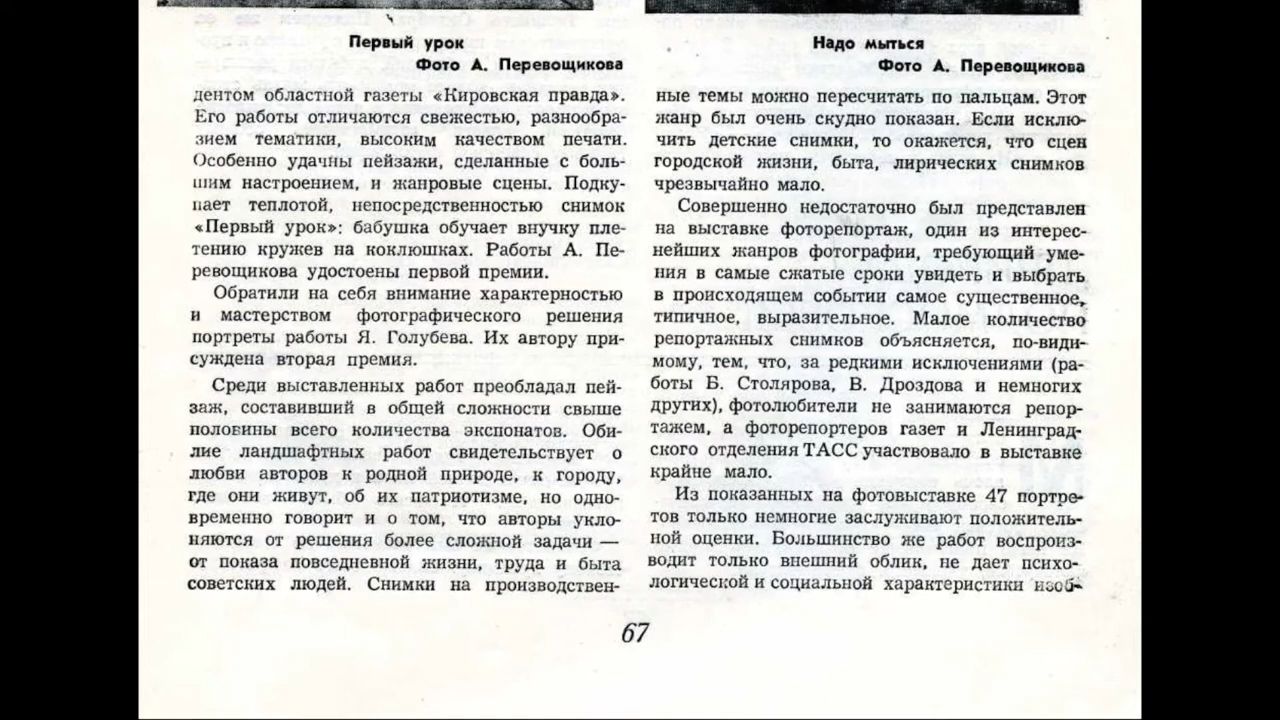 Первый урок
Фото А. Перевощикова
дентом областной газеты «Кировская правда».
Его работы отличаются свежестью, разнообра-
зием тематики, высоким качеством печати.
Особенно удачны пейзажи, сделанные с боль-
шим настроением, и жанровые сцены. Подку-
пает теплотой, непосредственностью снимок
«Первый урок»: бабушка обучает внучку пле-
тению кружев на коклюшках. Работы А. Пе-
ревощикова удостоены первой премии.
Обратили на себя внимание характерностью
и мастерством фотографического решения
портреты работы Я. Голубева. Их автору при-
суждена вторая премия.
Среди выставленных работ преобладал пей-
заж, составивший в общей сложности свыше
половины всего количества экспонатов. Оби-
лие ландшафтных работ свидетельствует о
любви авторов к родной природе, к городу,
где они живут, об их патриотизме, но одно-
временно говорит и о том, что авторы укло-
няются от решения более сложной задачи —
от показа повседневной жизни, труда и быта
советских людей. Снимки на производствен-
Надо мыться
Фото А. Перевощикова
ные темы можно пересчитать по пальцам. Этот
жанр был очень скудно показан. Если исклю-
чить детские снимки, то окажется, что сцен
городской жизни, быта, лирических снимков
чрезвычайно мало.
Совершенно недостаточно был представлен
на выставке фоторепортаж, один из интерес-
нейших жанров фотографии, требующий уме-
ния в самые сжатые сроки увидеть и выбрать
в происходящем событии самое существенное,
типичное, выразительное. Малое количество
репортажных снимков объясняется, по-види-
мому, тем, что, за редкими исключениями (ра-
боты Б. Столярова, В. Дроздова и немногих
других), фотолюбители не занимаются репор-
тажем, а фоторепортеров газет и Ленинград-
ского отделения ТАСС участвовало в выставке
крайне мало.
Из показанных на фотовыставке 47 портре-
тов только немногие заслуживают положитель-
ной оценки. Большинство же работ воспроиз-
водит только внешний облик, не дает психо-
логической и социальной характеристики изоб-
67